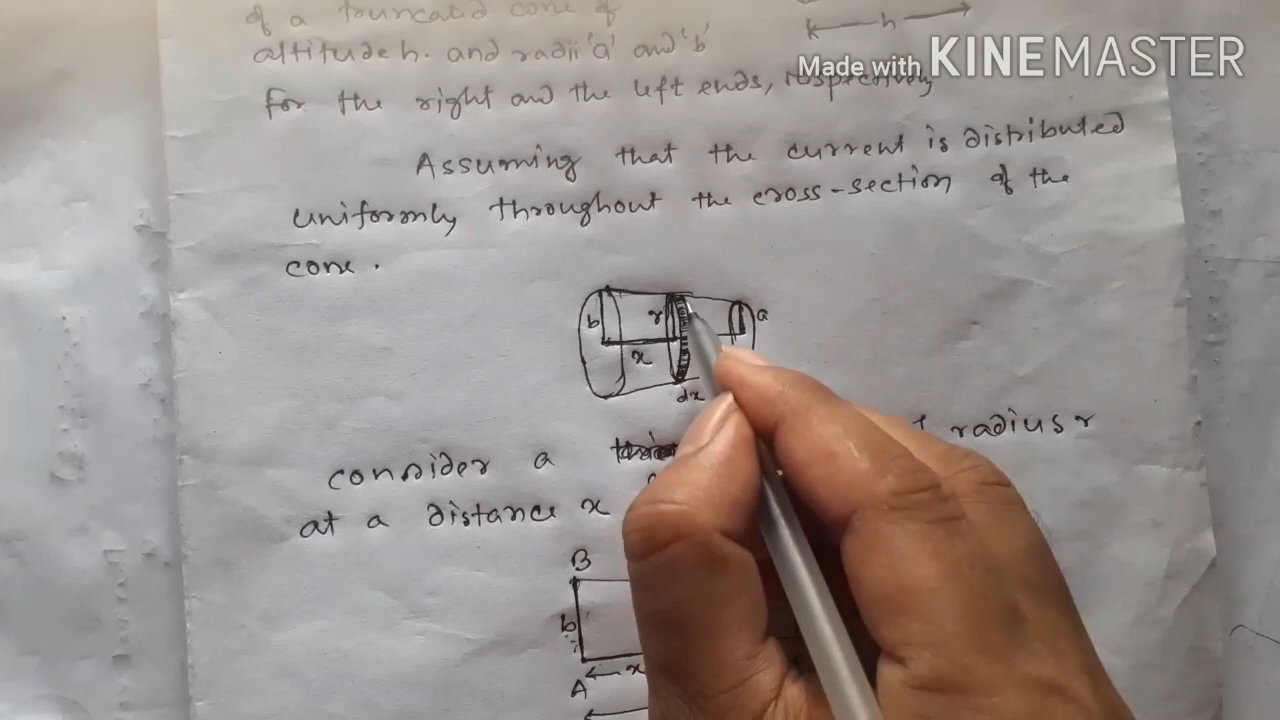 of a truncated cone of
h
altitude h. and radii 'a' and 'b'
Made with KINEMASTER
for the right and the left ends, respectively
Assuming that the current is distributed
uniformly throughout the cross-section of the
cone.
b r a
x
dx
consider a radius r
at a distance x
B
b
x
A